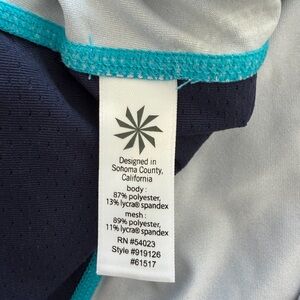 Designed in
Sonoma County,
California
body :
87% polyester,
13% lycra® spandex
mesh :
89% polyester,
11% lycra® spandex
RN #54023
Style #919126
#61517